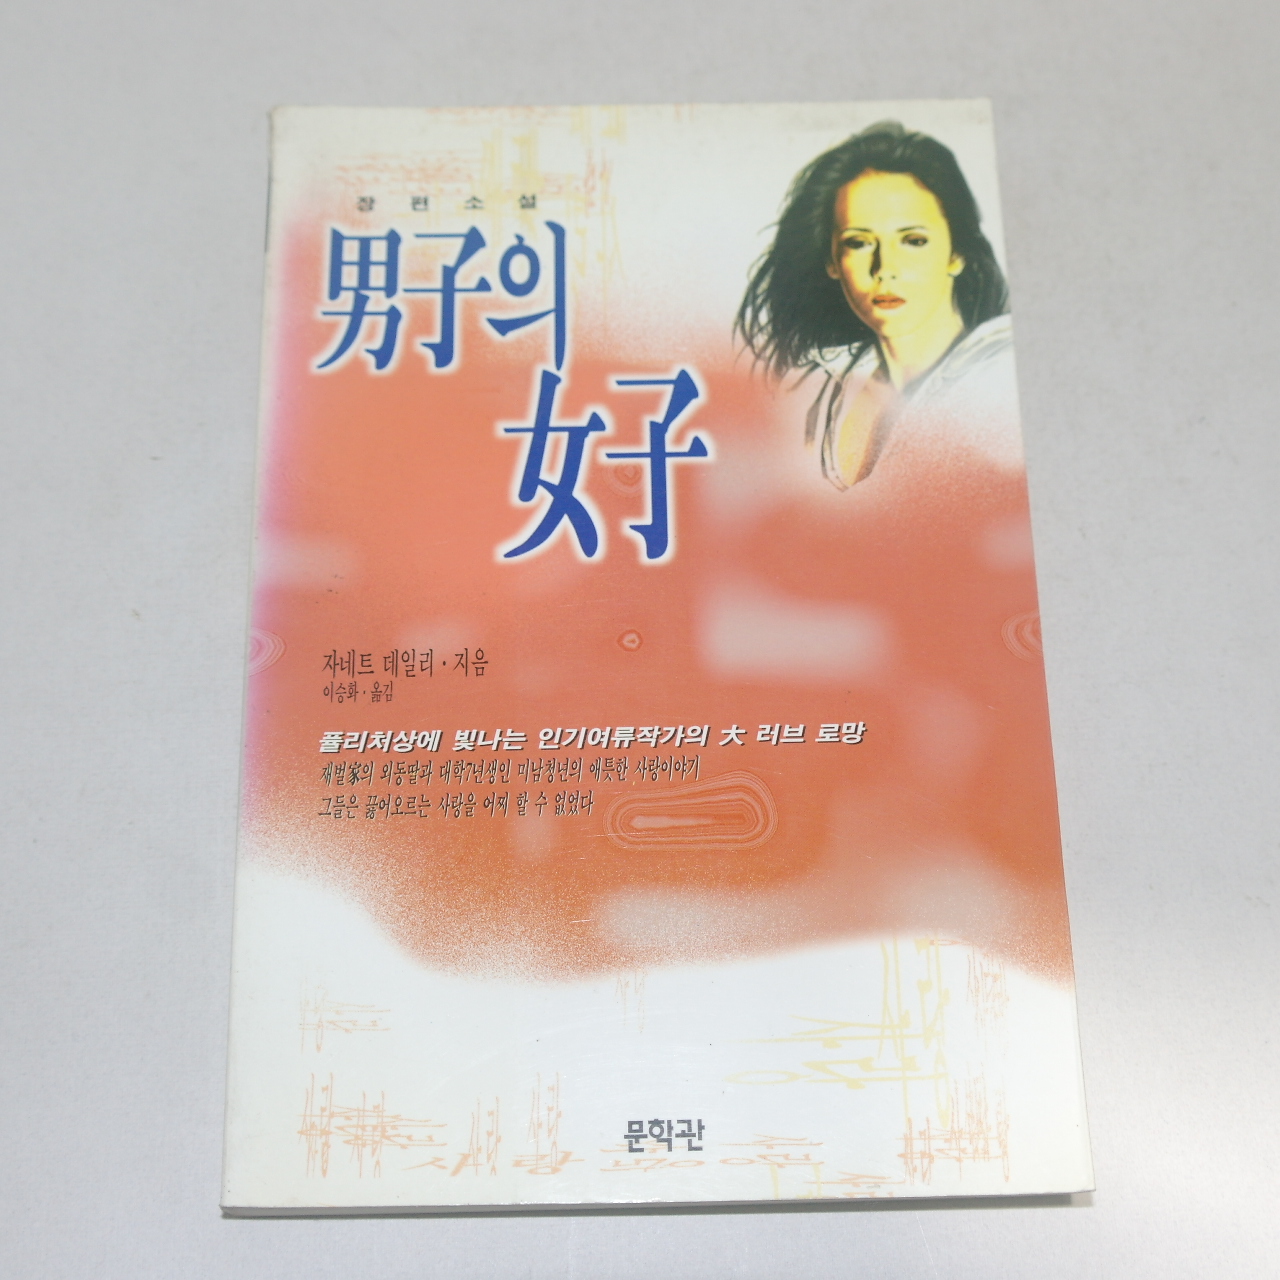 장편소설
男子의
好
자네트 데일리·지음
이승화·옮김
퓰리처상에 빛나는 인기여류작가의 大 러브 로망
재벌家의 외동딸과 대학7년생인 미남청년의 애틋한 사랑이야기
그들은 끓어오르는 사랑을 어찌 할 수 없었다
문학관